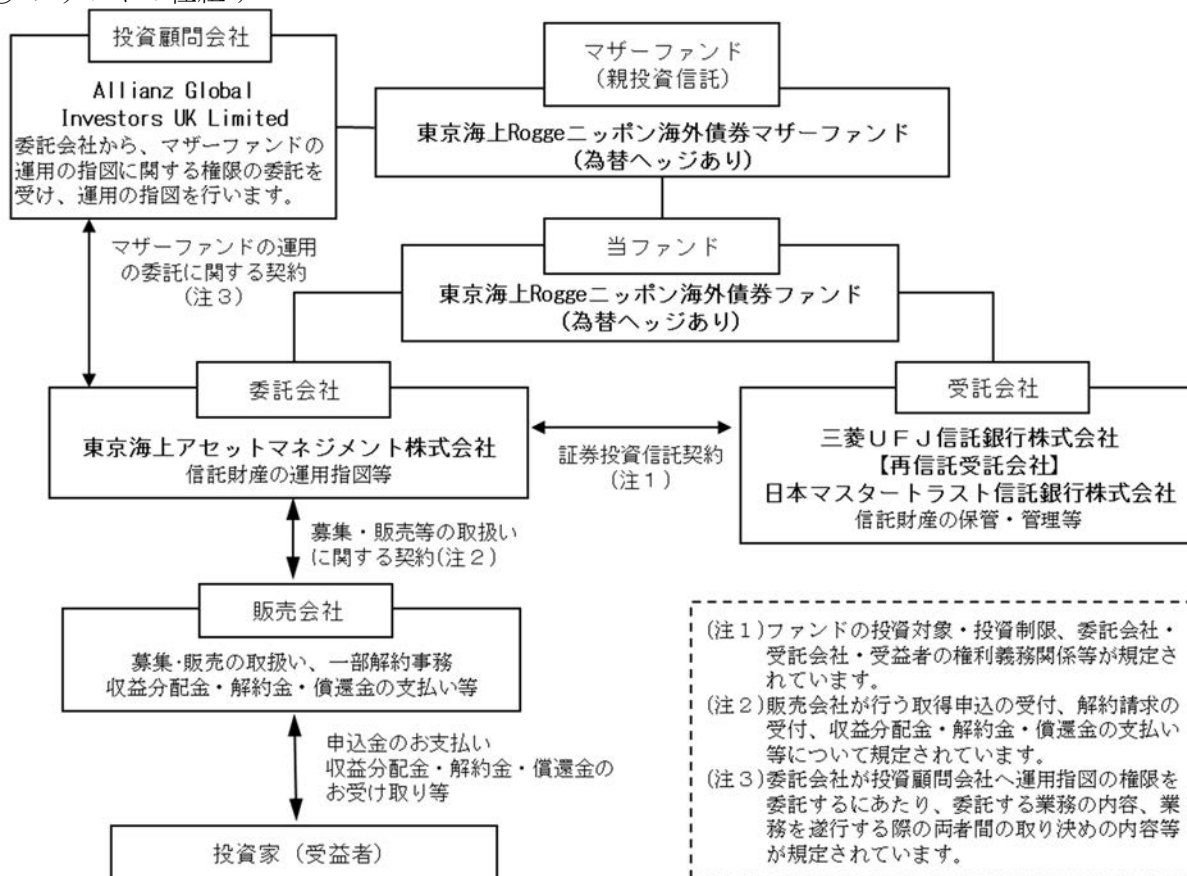 投資顧問会社
Allianz Global
Investors UK Limited
委託会社から、マザーファンドの
運用の指図に関する権限の委託を
受け、運用の指図を行います。
マザーファンド
(親投資信託)
東京海上Roggeニッポン海外債券マザーファンド
(為替ヘッジあり)
マザーファンドの運用
の委託に関する契約
(注3)
当ファンド
東京海上Roggeニッポン海外債券ファンド
(為替ヘッジあり)
委託会社
東京海上アセットマネジメント株式会社
信託財産の運用指図等
証券投資信託契約
(注1)
受託会社
三菱UFJ信託銀行株式会社
【再信託受託会社】
日本マスタートラスト信託銀行株式会社
信託財産の保管・管理等
募集・販売等の取扱い
に関する契約(注2)
販売会社
募集・販売の取扱い、一部解約事務
収益分配金・解約金・償還金の支払い等
申込金のお支払い
収益分配金・解約金・償還金の
お受け取り等
投資家(受益者)
(注1)ファンドの投資対象・投資制限、委託会社・
受託会社・受益者の権利義務関係等が規定さ
れています。
(注2)販売会社が行う取得申込の受付、解約請求の
受付、収益分配金・解約金・償還金の支払い
等について規定されています。
(注3)委託会社が投資顧問会社へ運用指図の権限を
委託するにあたり、委託する業務の内容、業
務を遂行する際の両者間の取り決めの内容等
が規定されています。